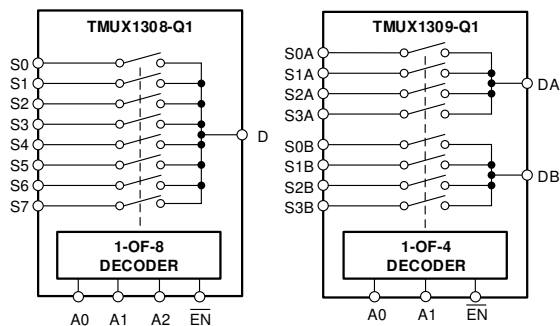 TMUX1308-Q1
S0
S1
S2
S3
S4
S5
S6
S7
D
1-OF-8
DECODER
A0 A1 A2 EN
TMUX1309-Q1
S0A
S1A
S2A
S3A
DA
S0B
S1B
S2B
S3B
DB
1-OF-4
DECODER
A0 A1 EN